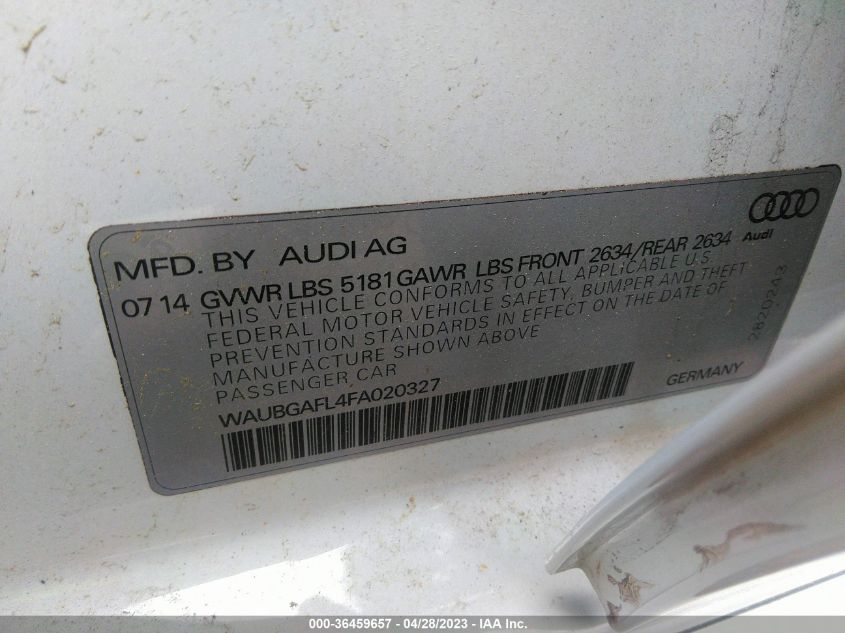 MFD. BY AUDI AG
Audi
07 14 GVWR LBS 5181 GAWR LBS FRONT 2634/REAR 2634
THIS VEHICLE CONFORMS TO ALL APPLICABLE U.S.
FEDERAL MOTOR VEHICLE SAFETY, BUMPER AND THEFT
PREVENTION STANDARDS IN EFFECT ON THE DATE OF
MANUFACTURE SHOWN ABOVE
PASSENGER CAR
2820243
WAUBGAFL4FA020327
GERMANY
000-36459657 - 04/28/2023 - IAA Inc.